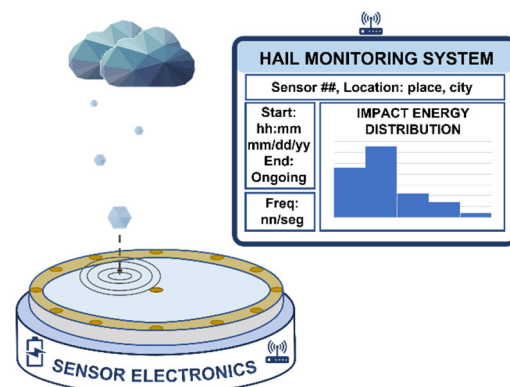 HAIL MONITORING SYSTEM
Sensor ##, Location: place, city
Start:
hh:mm
mm/dd/yy
End:
Ongoing
Freq:
nn/seg
IMPACT ENERGY
DISTRIBUTION
SENSOR ELECTRONICS